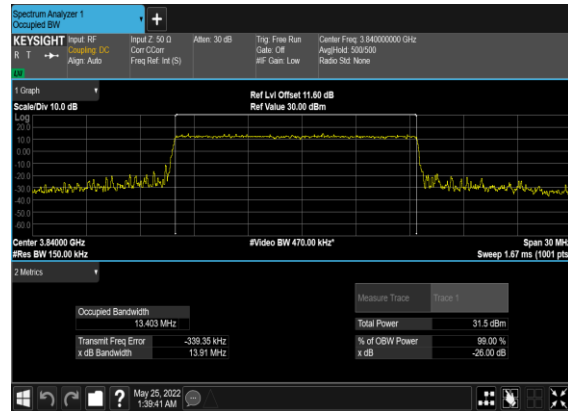 Spectrum Analyzer 1
Occupied BW
KEYSIGHT Input: RF Input Z: 50 Ω Atten: 30 dB Trig: Free Run Center Freq: 3.840000000 GHz
R T Coupling: DC Corr CCorr Gate: Off Avg|Hold: 500/500
Align: Auto Freq Ref: Int (S) #IF Gain: Low Radio Std: None
1 Graph
Ref Lvl Offset 11.60 dB
Scale/Div 10.0 dB Ref Value 30.00 dBm
Log
20.0
10.0
0.00
-10.0
-20.0
-30.0
-40.0
-50.0
-60.0
Center 3.84000 GHz #Video BW 470.00 kHz* Span 30 MHz
#Res BW 150.00 kHz Sweep 1.67 ms (1001 pts
2 Metrics
Measure Trace Trace 1
Occupied Bandwidth
13.403 MHz Total Power 31.5 dBm
Transmit Freq Error -339.35 kHz % of OBW Power 99.00 %
x dB Bandwidth 13.91 MHz x dB -26.00 dB
? May 25, 2022
1:39:41 AM